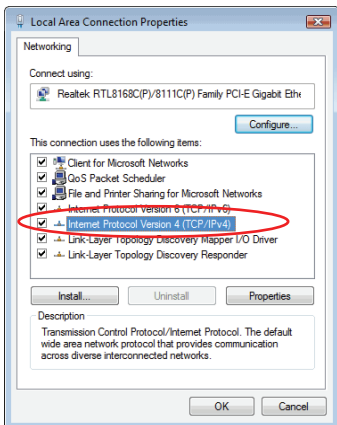 Local Area Connection Properties
Networking
Connect using:
Realtek RTL8168C(P)/8111C(P) Family PCI-E Gigabit Ethe
Configure...
This connection uses the following items:
Client for Microsoft Networks
QoS Packet Scheduler
File and Printer Sharing for Microsoft Networks
Internet Protocol Version 6 (TCP/IPv6)
Internet Protocol Version 4 (TCP/IPv4)
Link-Layer Topology Discovery Mapper I/O Driver
Link-Layer Topology Discovery Responder
Install... Uninstall Properties
Description
Transmission Control Protocol/Internet Protocol. The default
wide area network protocol that provides communication
across diverse interconnected networks.
OK Cancel